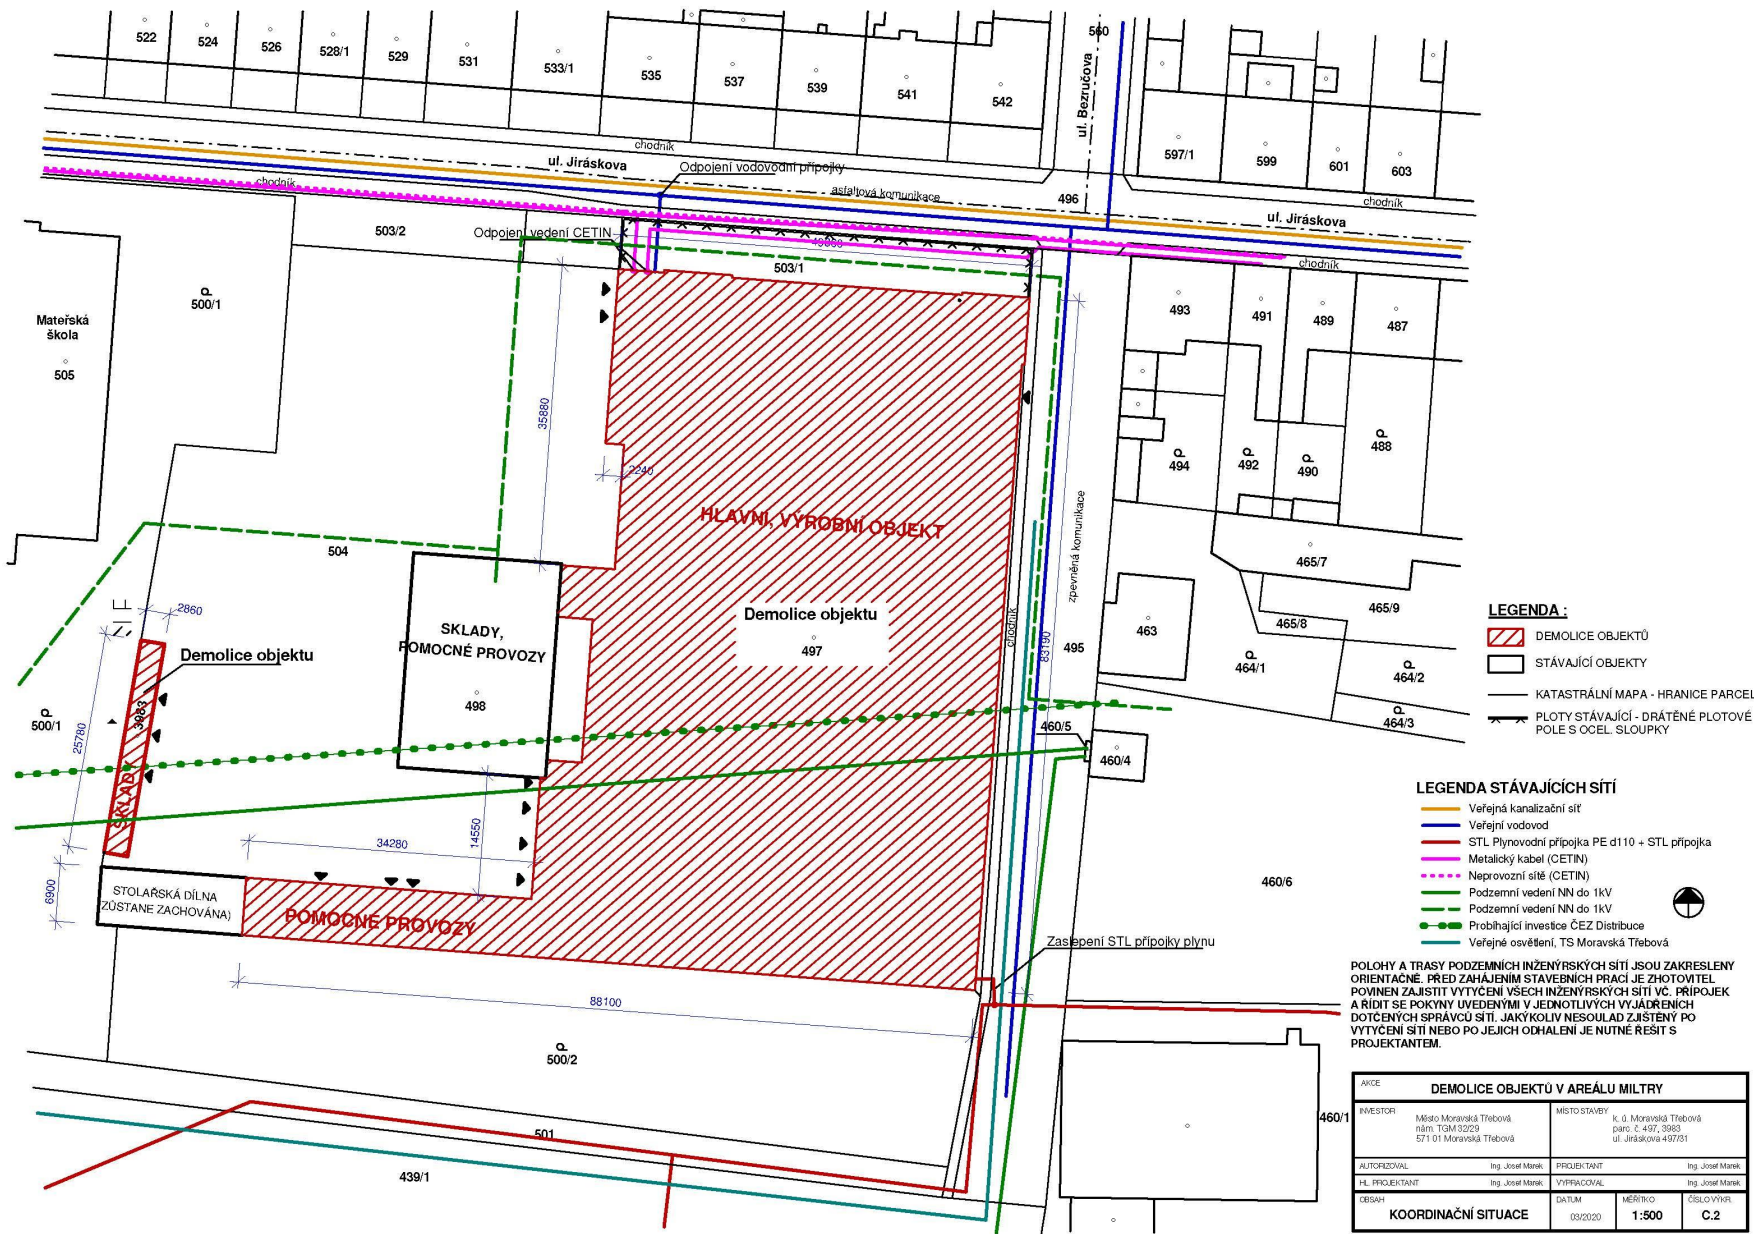 522
524
526
528/1
529
531
533/1
535
537
539
541
542
560
ul. Bezručova
597/1
599
601
603
chodník
ul. Jiráskova
Odpojení vodovodní přípojky
asfaltová komunikace
496
chodník
ul. Jiráskova
chodník
503/2
Odpojení vedení CETIN
503/1
chodník
500/1
Mateřská
škola
505
493
491
489
487
35880
2240
494
492
490
488
HLAVNÍ, VÝROBNÍ OBJEKT
zpevněná komunikace
504
465/7
465/9
465/8
2860
SKLADY,
POMOCNÉ PROVOZY
498
Demolice objektu
497
chodník
83190
495
463
464/1
464/2
464/3
Demolice objektu
3983
SKLADY
500/1
25780
460/5
460/4
34280
14550
6900
STOLAŘSKÁ DÍLNA
ZŮSTANE ZACHOVÁNA)
POMOCNÉ PROVOZY
460/6
Zaslepení STL přípojky plynu
88100
500/2
501
439/1
460/1
LEGENDA :
DEMOLICE OBJEKTŮ
STÁVAJÍCÍ OBJEKTY
KATASTRÁLNÍ MAPA - HRANICE PARCEL
PLOTY STÁVAJÍCÍ - DRÁTĚNÉ PLOTOVÉ
POLE S OCEL. SLOUPKY
LEGENDA STÁVAJÍCÍCH SÍTÍ
Veřejná kanalizační síť
Veřejní vodovod
STL Plynovodní přípojka PE d110 + STL přípojka
Metalický kabel (CETIN)
Neprovozní sítě (CETIN)
Podzemní vedení NN do 1kV
Podzemní vedení NN do 1kV
Probíhající investice ČEZ Distribuce
Veřejné osvětlení, TS Moravská Třebová
POLOHY A TRASY PODZEMNÍCH INŽENÝRSKÝCH SÍTÍ JSOU ZAKRESLENY
ORIENTAČNĚ. PŘED ZAHÁJENÍM STAVEBNÍCH PRACÍ JE ZHOTOVITEL
POVINEN ZAJISTIT VYTYČENÍ VŠECH INŽENÝRSKÝCH SÍTÍ VČ. PŘÍPOJEK
A ŘÍDIT SE POKYNY UVEDENÝMI V JEDNOTLIVÝCH VYJÁDŘENÍCH
DOTČENÝCH SPRÁVCŮ SÍTÍ. JAKÝKOLIV NESOULAD ZJIŠTĚNÝ PO
VYTYČENÍ SÍTÍ NEBO PO JEJICH ODHALENÍ JE NUTNÉ ŘEŠIT S
PROJEKTANTEM.
AKCE
DEMOLICE OBJEKTŮ V AREÁLU MILTRY
INVESTOR
Město Moravská Třebová
nám. TGM 32/29
571 01 Moravská Třebová
MÍSTO STAVBY
k. ú. Moravská Třebová
parc. č. 497, 3983
ul. Jiráskova 497/31
AUTORIZOVAL Ing. Josef Marek
PROJEKTANT Ing. Josef Marek
HL. PROJEKTANT Ing. Josef Marek
VYPRACOVAL Ing. Josef Marek
OBSAH
KOORDINAČNÍ SITUACE
DATUM
03/2020
MĚŘÍTKO
1:500
ČÍSLO VÝKR.
C.2